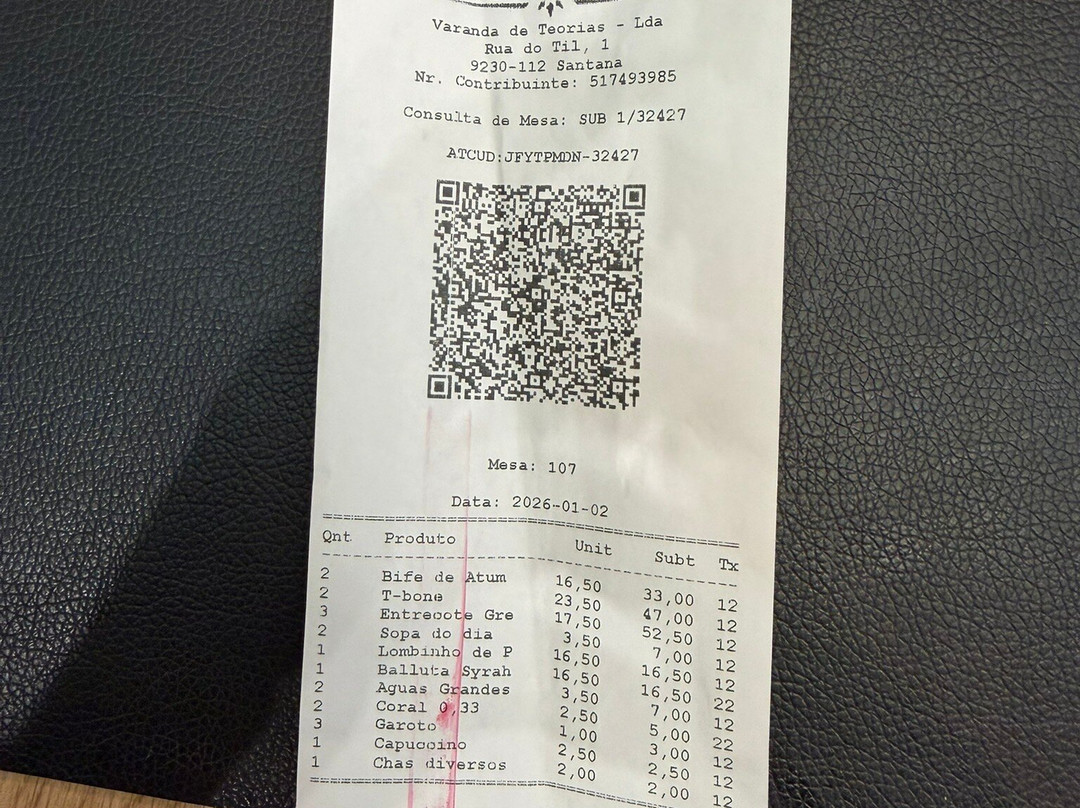 Varanda de Teorias - Lda
Rua do Til, 1
9230-112 Santana
Nr. Contribuinte: 517493985
Consulta de Mesa: SUB 1/32427
ATCUD:JFYTPMDN-32427
Mesa: 107
Data: 2026-01-02
Qnt Produto Unit Subt Tx
2 Bife de Atum 16,50 33,00 12
2 T-bone 23,50 47,00 12
3 Entrecote Gre 17,50 52,50 12
2 Sopa do dia 3,50 7,00 12
1 Lombinho de P 16,50 16,50 12
1 Balluta Syrah 16,50 16,50 22
2 Aguas Grandes 3,50 7,00 12
2 Coral 0,33 2,50 5,00 22
3 Garoto 1,00 3,00 12
1 Capuccino 2,50 2,50 12
1 Chas diversos 2,00 2,00 12